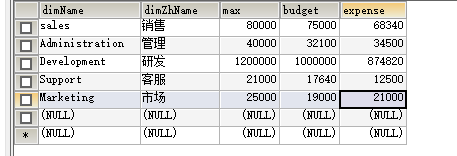 dimName dimZhName max budget expense
sales 销售 80000 75000 68340
Administration 管理 40000 32100 34500
Development 研发 1200000 1000000 874820
Support 客服 21000 17640 12500
Marketing 市场 25000 19000 21000
(NULL) (NULL) (NULL) (NULL) (NULL)
* (NULL) (NULL) (NULL) (NULL) (NULL)